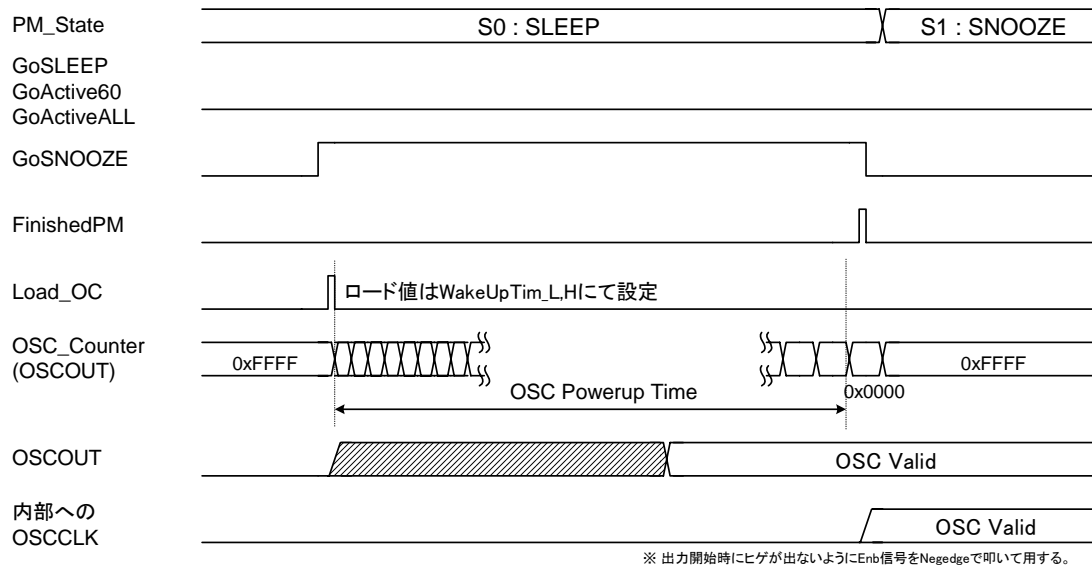 PM_State
S0 : SLEEP
S1 : SNOOZE
GoSLEEP
GoActive60
GoActiveALL
GoSNOOZE
FinishedPM
Load_OC
ロード値はWakeUpTim_L,Hにて設定
OSC_Counter
(OSCOUT)
0xFFFF
0xFFFF
OSC Powerup Time
0x0000
OSCOUT
OSC Valid
内部への
OSCCLK
OSC Valid
※ 出力開始時にヒゲが出ないようにEnb信号をNegedgeで叩いて用する。